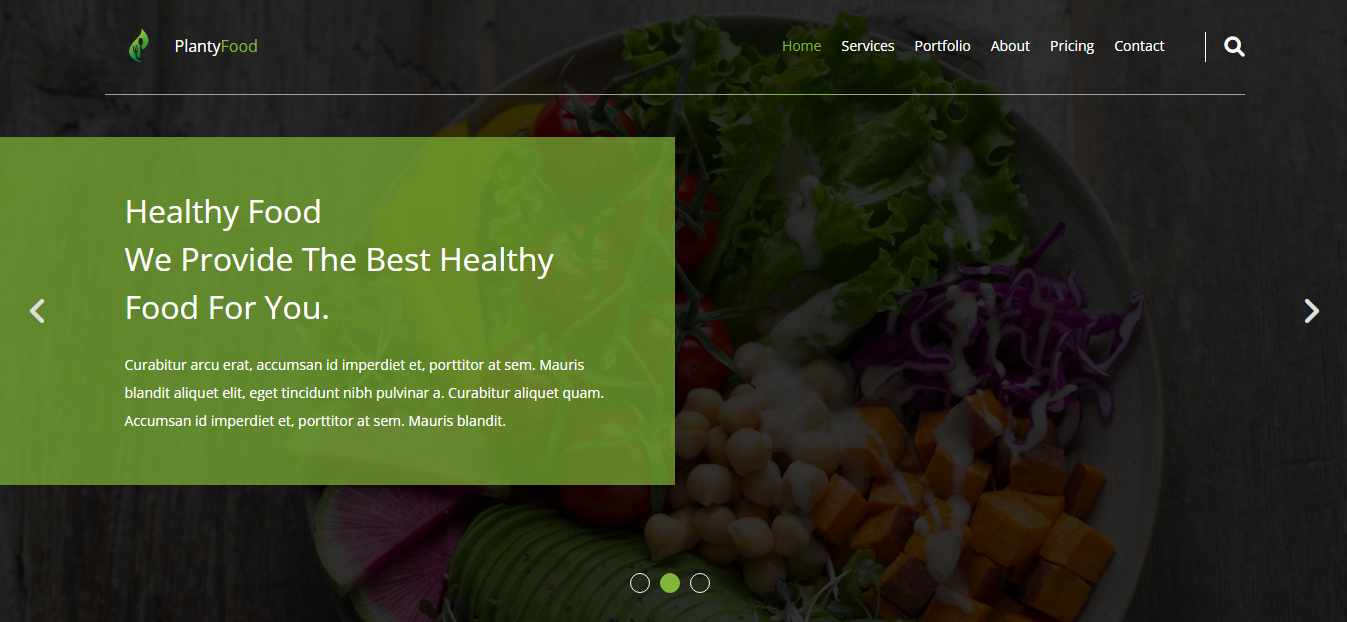 PlantyFood
Home Services Portfolio About Pricing Contact
Healthy Food
We Provide The Best Healthy
Food For You.
Curabitur arcu erat, accumsan id imperdiet et, porttitor at sem. Mauris
blandit aliquet elit, eget tincidunt nibh pulvinar a. Curabitur aliquet quam.
Accumsan id imperdiet et, porttitor at sem. Mauris blandit.